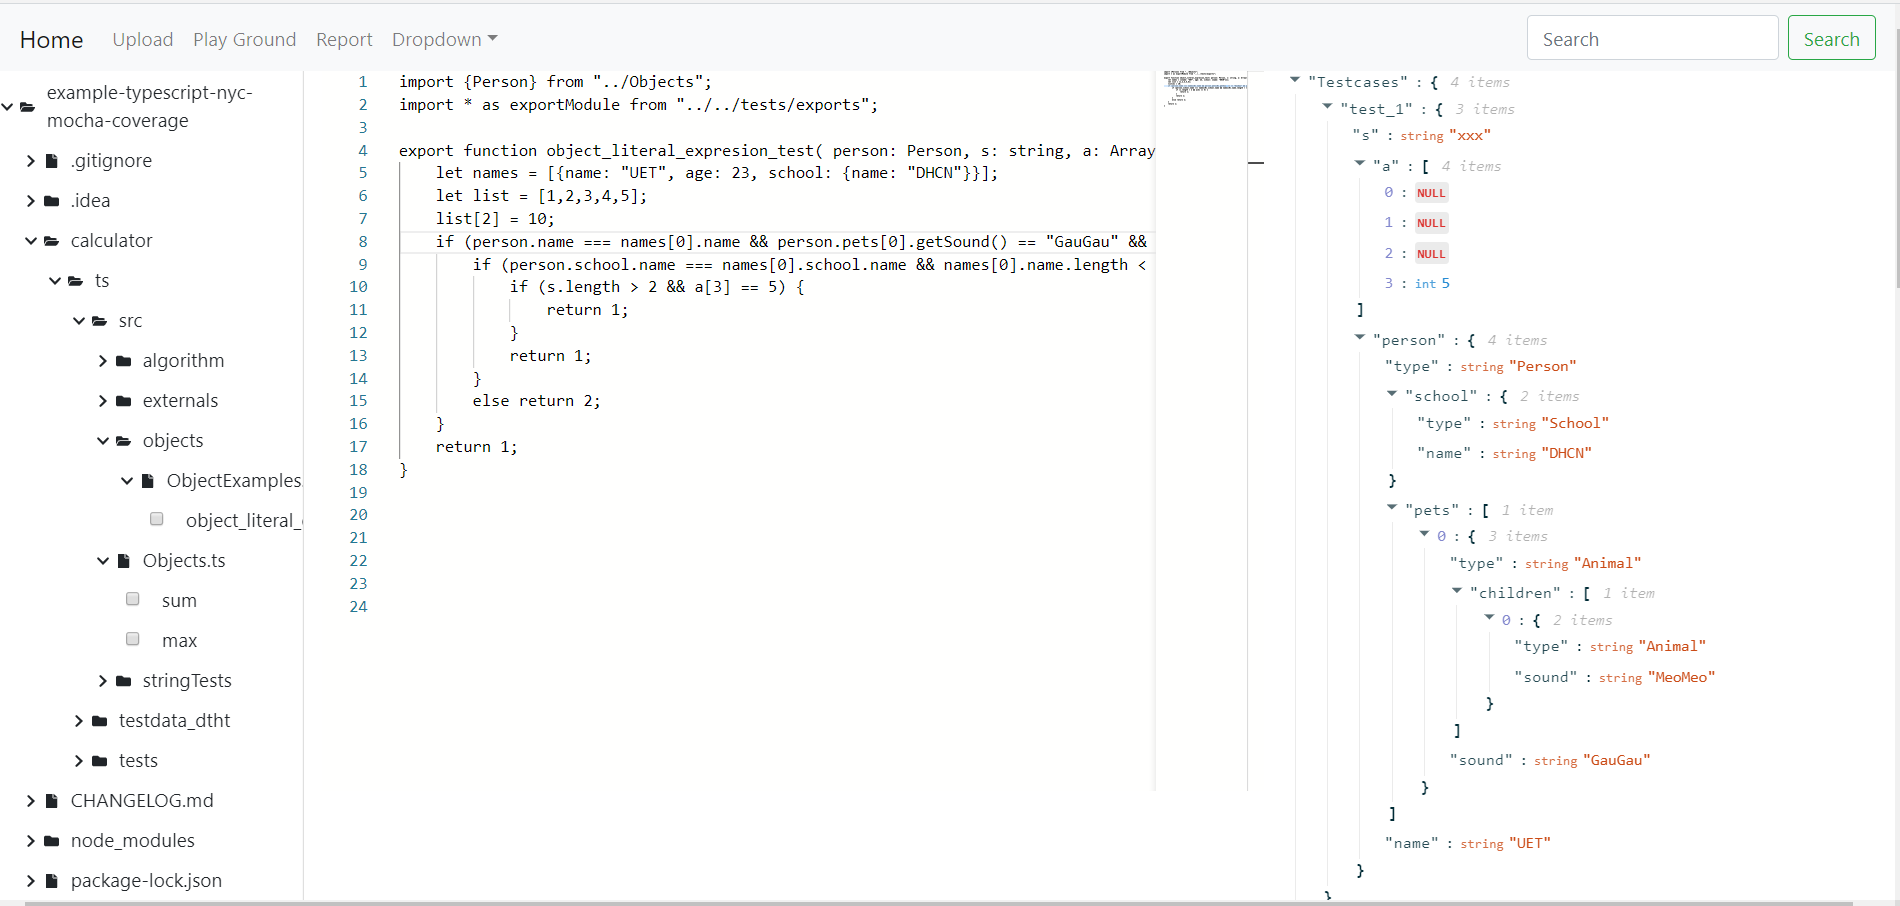 Home Upload Play Ground Report Dropdown Search Search
example-typescript-nyc-
mocha-coverage
.gitignore
.idea
calculator
ts
src
algorithm
externals
objects
ObjectExamples
object_literal_
Objects.ts
sum
max
stringTests
testdata_dtht
tests
CHANGELOG.md
node_modules
package-lock.json
1 import {Person} from "../Objects";
2 import * as exportModule from "../../tests/exports";
3
4 export function object_literal_expresion_test( person: Person, s: string, a: Array
5 let names = [{name: "UET", age: 23, school: {name: "DHCN"}}];
6 let list = [1,2,3,4,5];
7 list[2] = 10;
8 if (person.name === names[0].name && person.pets[0].getSound() == "GauGau" &&
9 if (person.school.name === names[0].school.name && names[0].name.length <
10 if (s.length > 2 && a[3] == 5) {
11 return 1;
12 }
13 return 1;
14 }
15 else return 2;
16 }
17 return 1;
18 }
19
20
21
22
23
24
"Testcases" : { 4 items
"test_1" : { 3 items
"s" : string "xxx"
"a" : [ 4 items
0 : NULL
1 : NULL
2 : NULL
3 : int 5
]
"person" : { 4 items
"type" : string "Person"
"school" : { 2 items
"type" : string "School"
"name" : string "DHCN"
}
"pets" : [ 1 item
0 : { 3 items
"type" : string "Animal"
"children" : [ 1 item
0 : { 2 items
"type" : string "Animal"
"sound" : string "MeoMeo"
}
]
"sound" : string "GauGau"
}
]
"name" : string "UET"
}
}